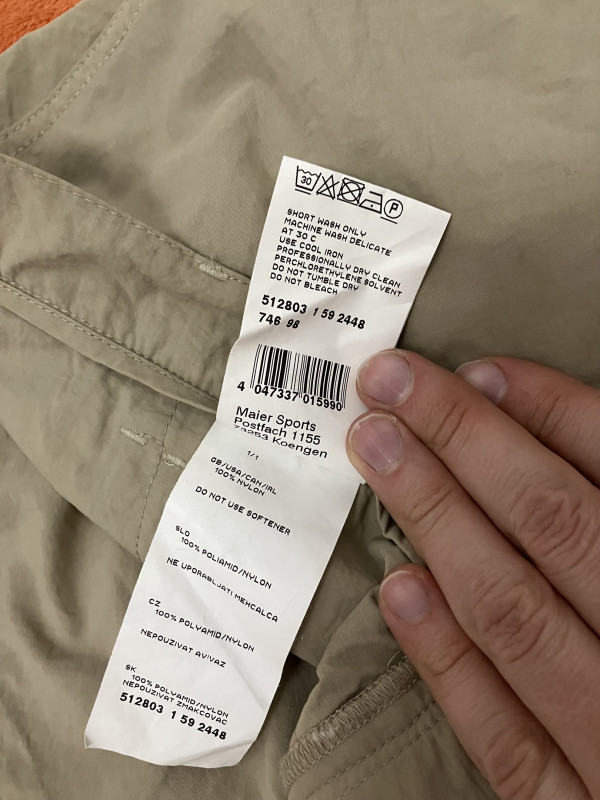 30
P
SHORT WASH ONLY
MACHINE WASH DELICATE
AT 30 C
USE COOL IRON
PROFESSIONALLY DRY CLEAN
PERCHLORETHYLENE SOLVENT
DO NOT TUMBLE DRY
DO NOT BLEACH
512803 1 59 2448
746 98
4 047337 015990
Maier Sports
Postfach 1155
73253 Koengen
1/1
GB/USA/CAN/IRL
100% NYLON
DO NOT USE SOFTENER
SLO
100% POLIAMID/NYLON
NE UPORABLJATI MEHCALCA
CZ
100% POLYAMID/NYLON
NEPOUZIVAT AVIVAZ
SK
100% POLYAMID/NYLON
NEPOUZIVAT ZMAKCOVAC
512803 1 59 2448